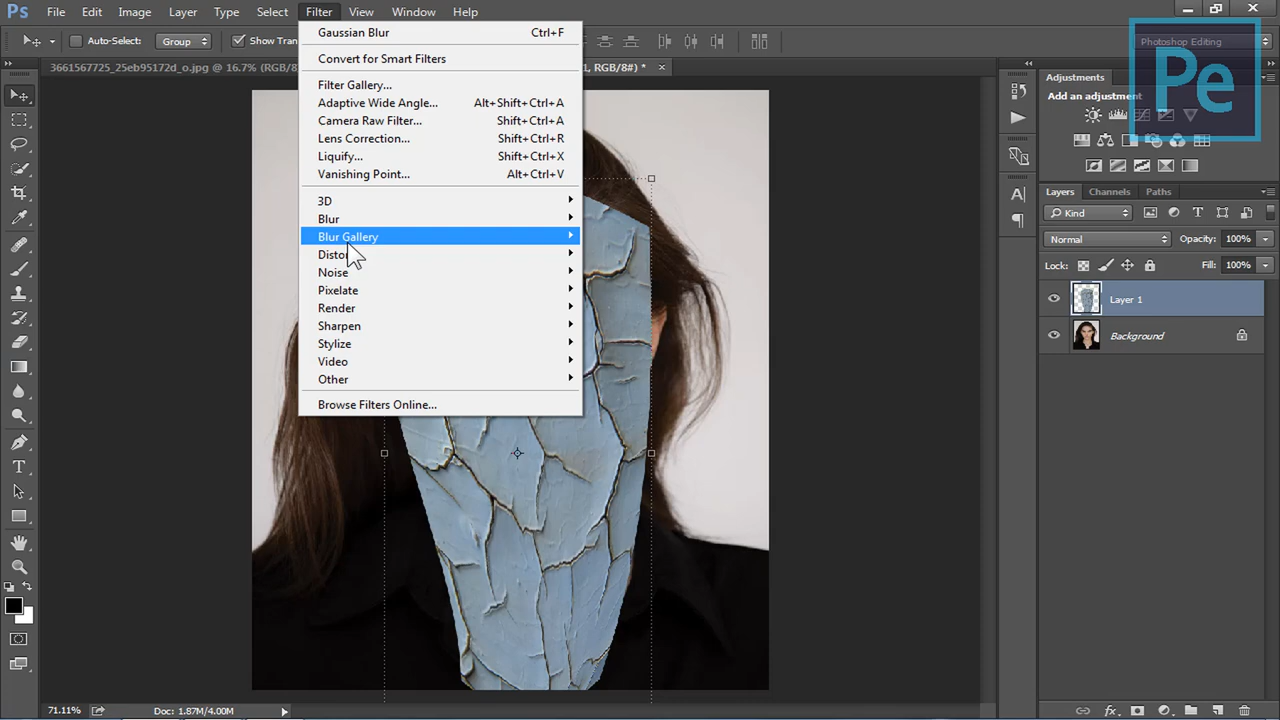 Ps File Edit Image Layer Type Select Filter View Window Help
Auto-Select: Group Show Tran
3661567725_25eb95172d_o.jpg @ 16.7% (RGB/8 1, RGB/8#) *
Photoshop Editing
Pe
Gaussian Blur Ctrl+F
Convert for Smart Filters
Filter Gallery...
Adaptive Wide Angle... Alt+Shift+Ctrl+A
Camera Raw Filter... Shift+Ctrl+A
Lens Correction... Shift+Ctrl+R
Liquify... Shift+Ctrl+X
Vanishing Point... Alt+Ctrl+V
3D
Blur
Blur Gallery
Distor
Noise
Pixelate
Render
Sharpen
Stylize
Video
Other
Browse Filters Online...
Adjustments
Add an adjustment
Layers Channels Paths
Kind
Normal Opacity: 100%
Lock: Fill: 100%
Layer 1
Background
71.11% Doc: 1.87M/4.00M